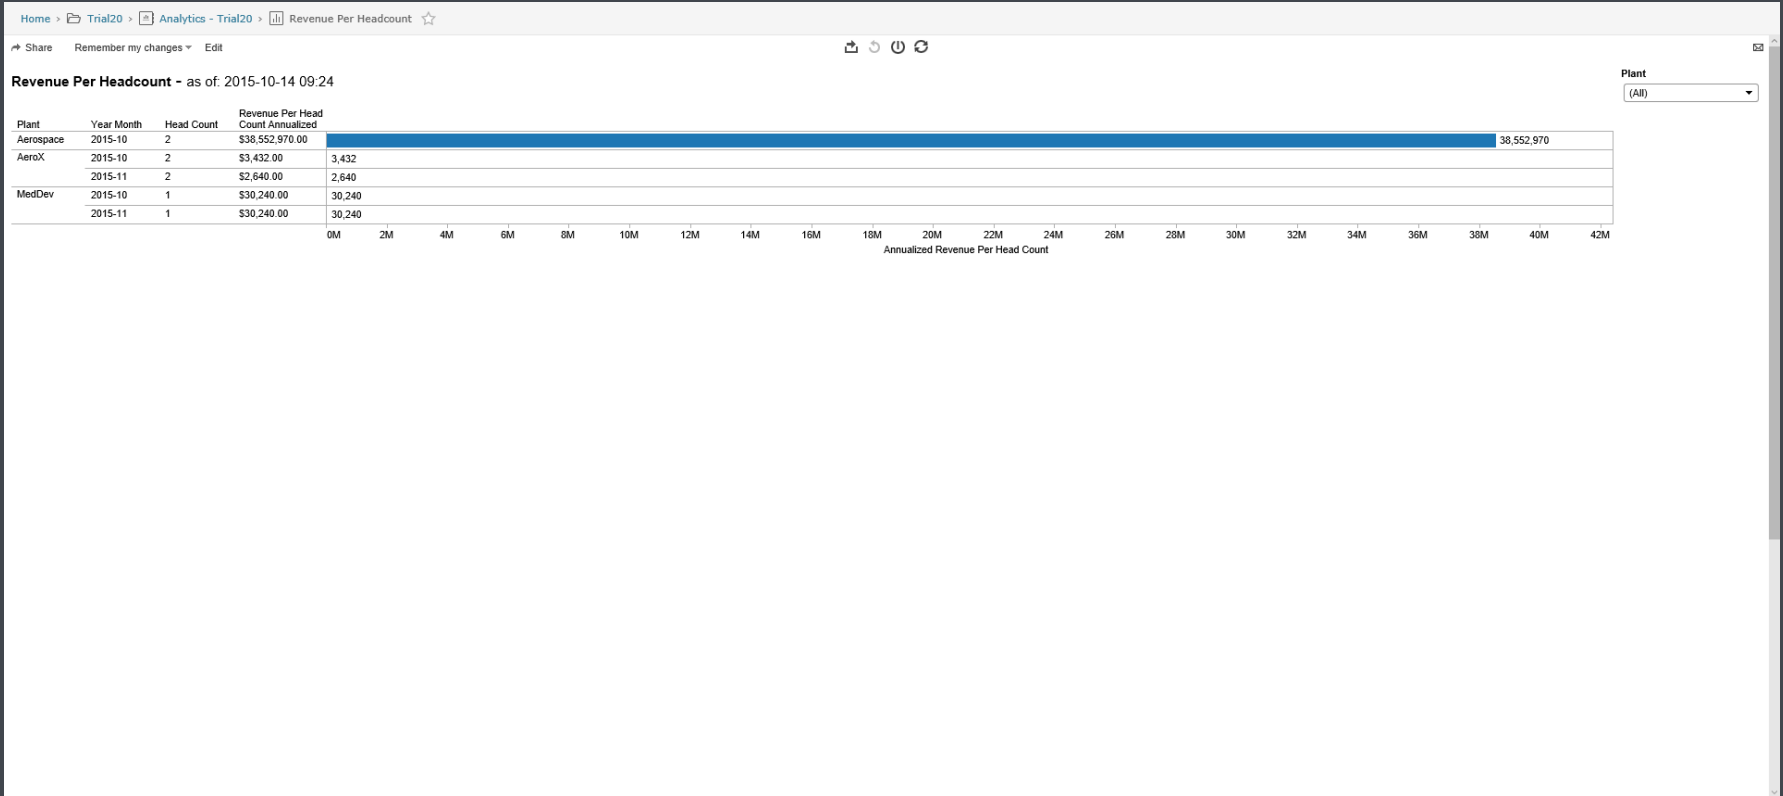 Home › Trial20 › Analytics - Trial20 › Revenue Per Headcount
Share Remember my changes Edit
Revenue Per Headcount - as of: 2015-10-14 09:24
Plant
(All)
Plant Year Month Head Count Revenue Per Head Count Annualized
Aerospace 2015-10 2 $38,552,970.00 38,552,970
AeroX 2015-10 2 $3,432.00 3,432
2015-11 2 $2,640.00 2,640
MedDev 2015-10 1 $30,240.00 30,240
2015-11 1 $30,240.00 30,240
0M 2M 4M 6M 8M 10M 12M 14M 16M 18M 20M 22M 24M 26M 28M 30M 32M 34M 36M 38M 40M 42M
Annualized Revenue Per Head Count